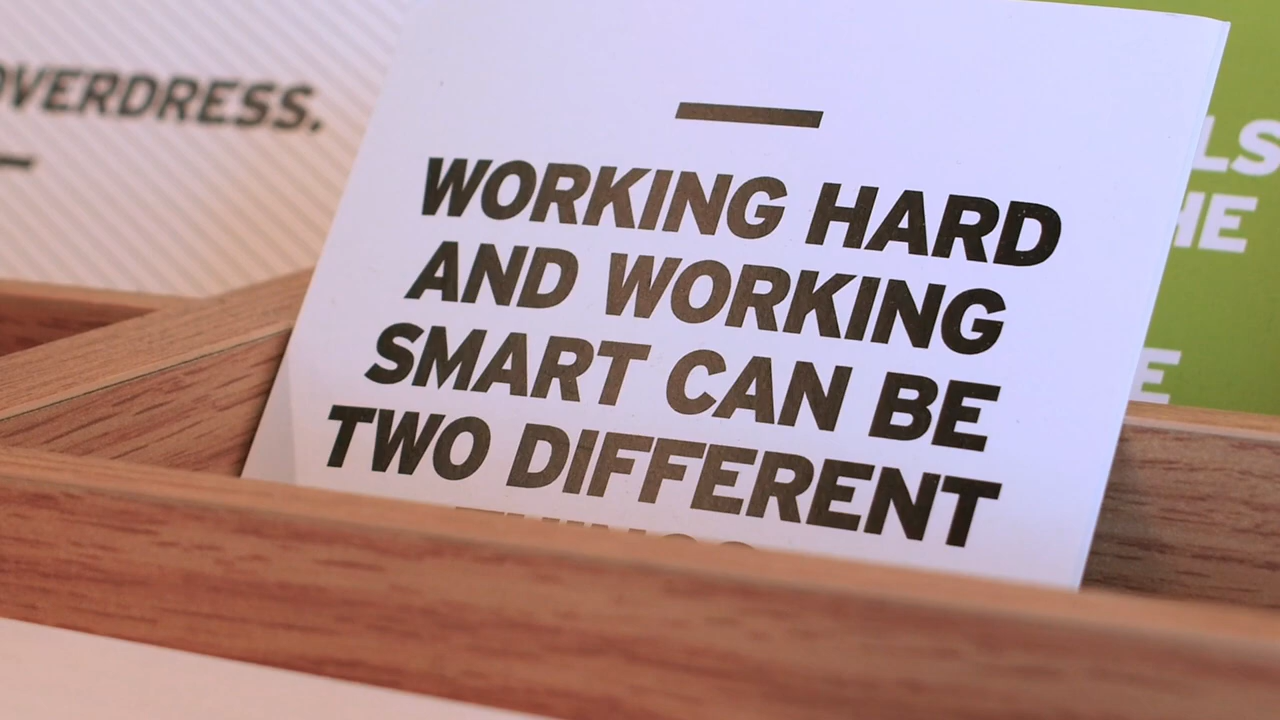 OVERDRESS.
WORKING HARD
AND WORKING
SMART CAN BE
TWO DIFFERENT